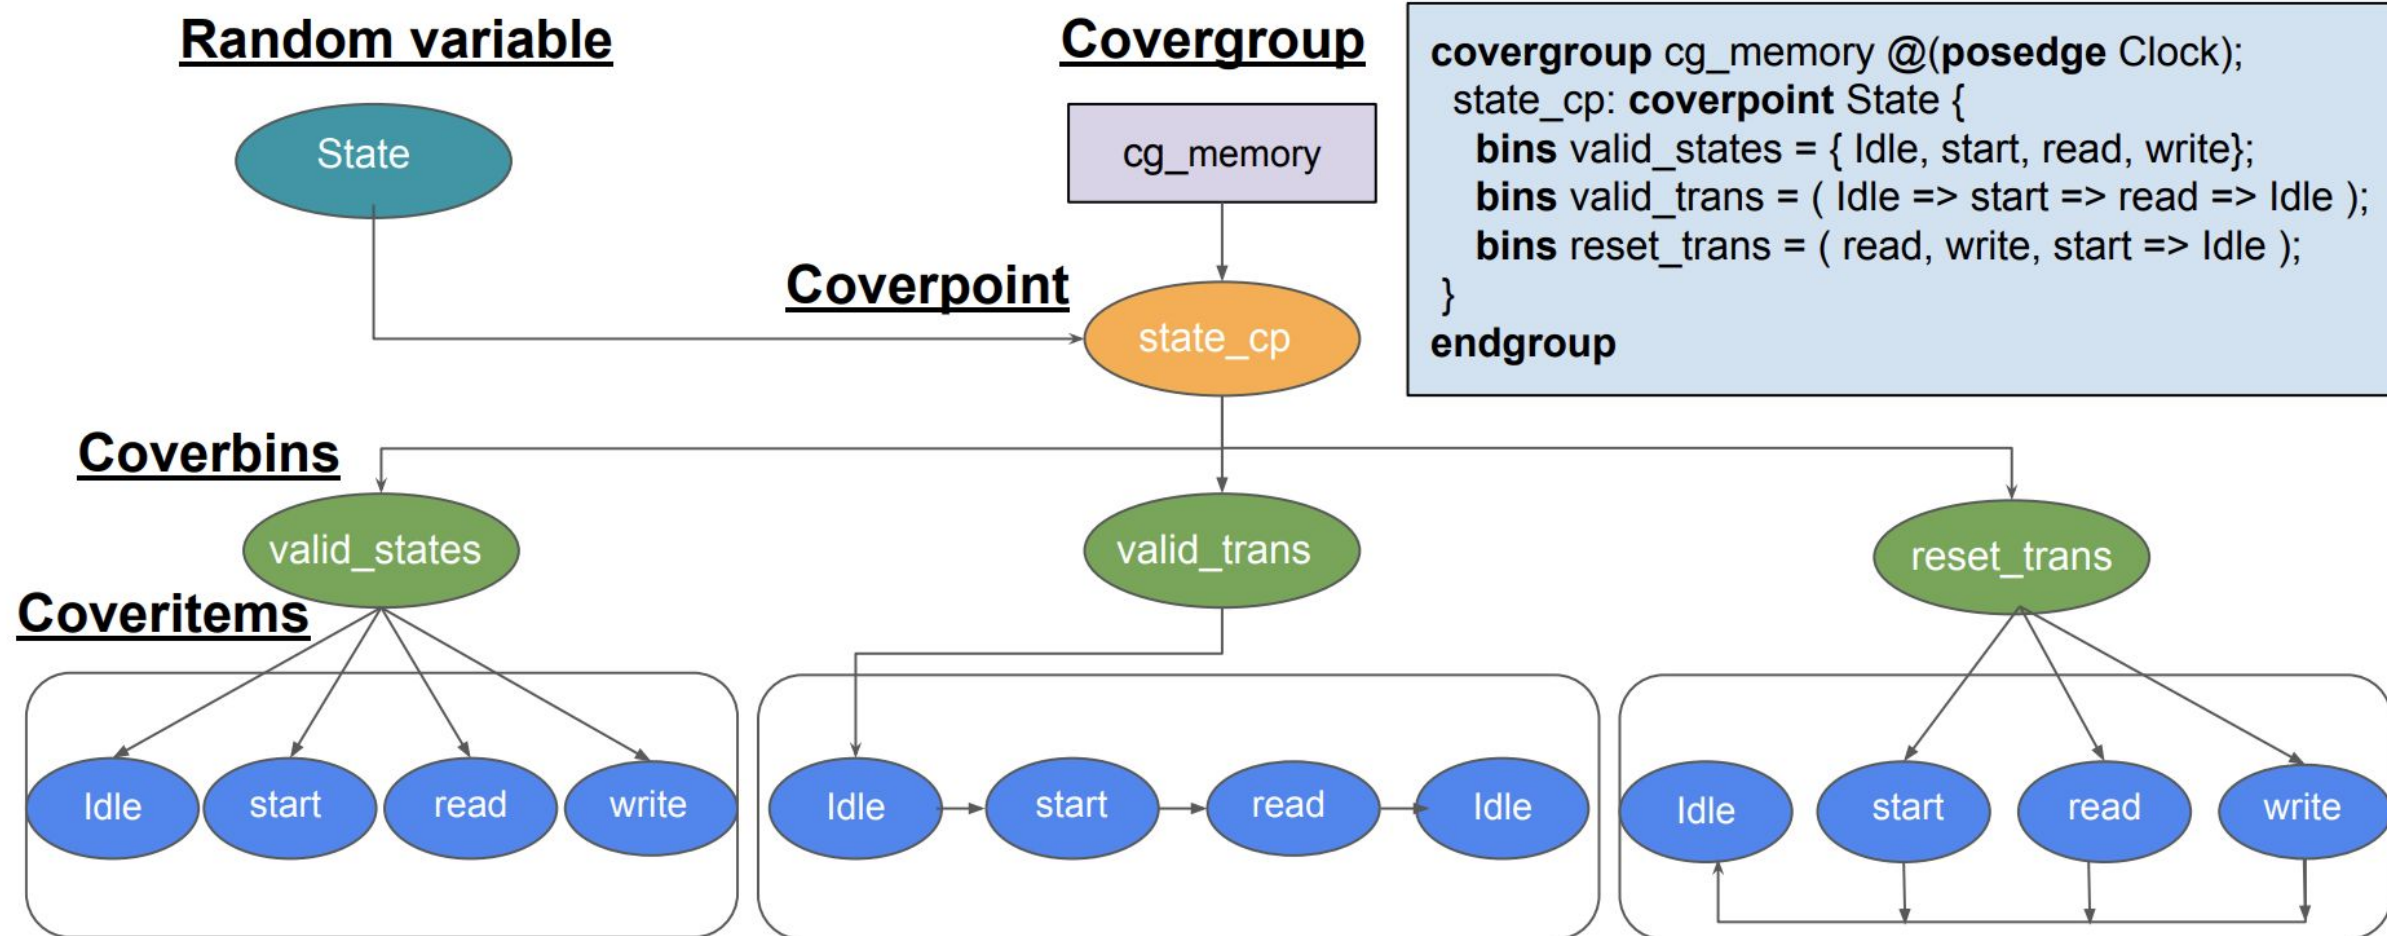 Random variable
Covergroup
covergroup cg_memory @(posedge Clock);
state_cp: coverpoint State {
bins valid_states = { Idle, start, read, write};
bins valid_trans = ( Idle => start => read => Idle );
bins reset_trans = ( read, write, start => Idle );
}
endgroup
State
cg_memory
Coverpoint
state_cp
Coverbins
valid_states
valid_trans
reset_trans
Coveritems
Idle
start
read
write
Idle
start
read
Idle
Idle
start
read
write